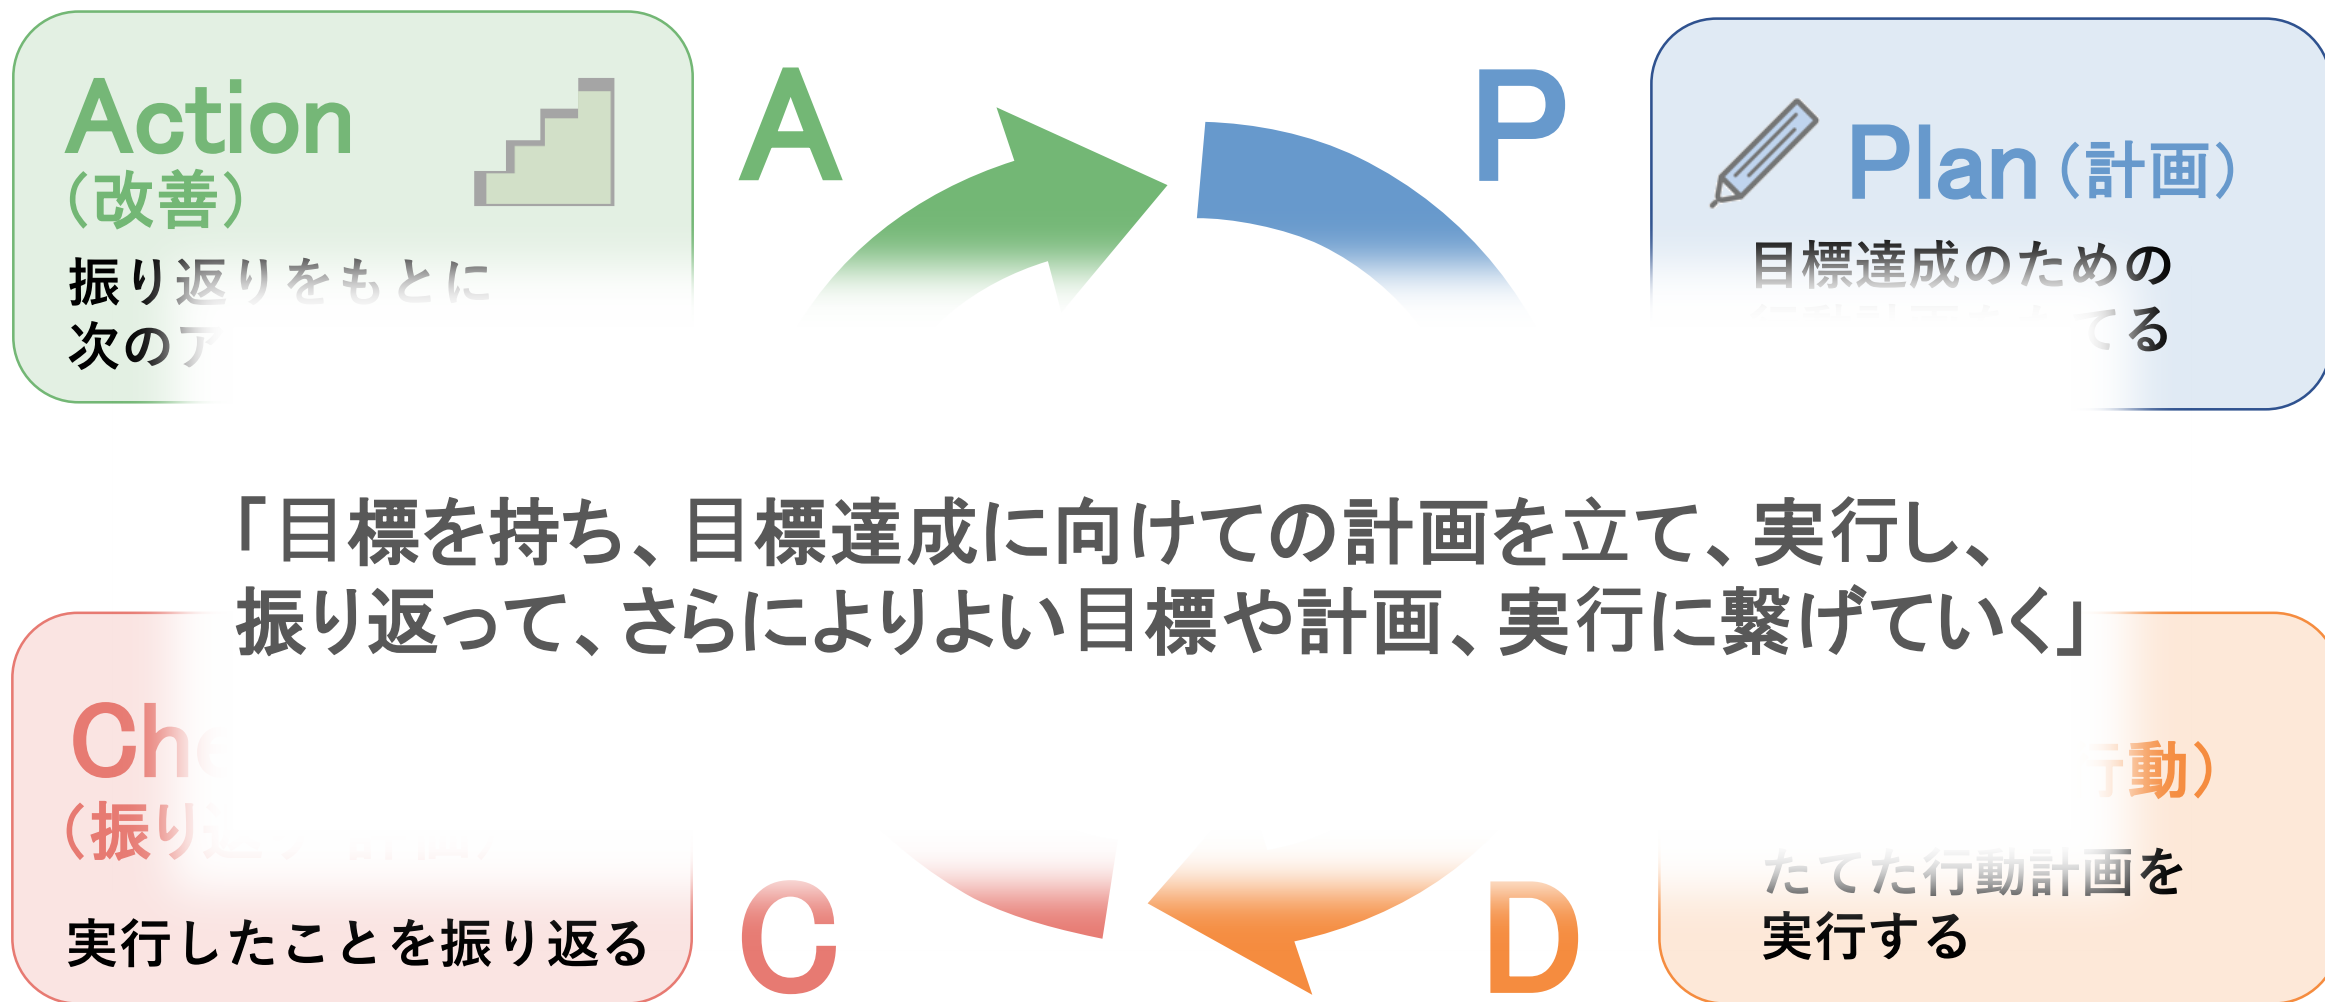 Action
（改善）
振り返りをもとに
次のア
A
P
Plan（計画）
目標達成のための
てる
「目標を持ち、目標達成に向けての計画を立て、実行し、
振り返って、さらによりよい目標や計画、実行に繋げていく」
Che
（振り
実行したことを振り返る
C
D
行動）
たてた行動計画を
実行する